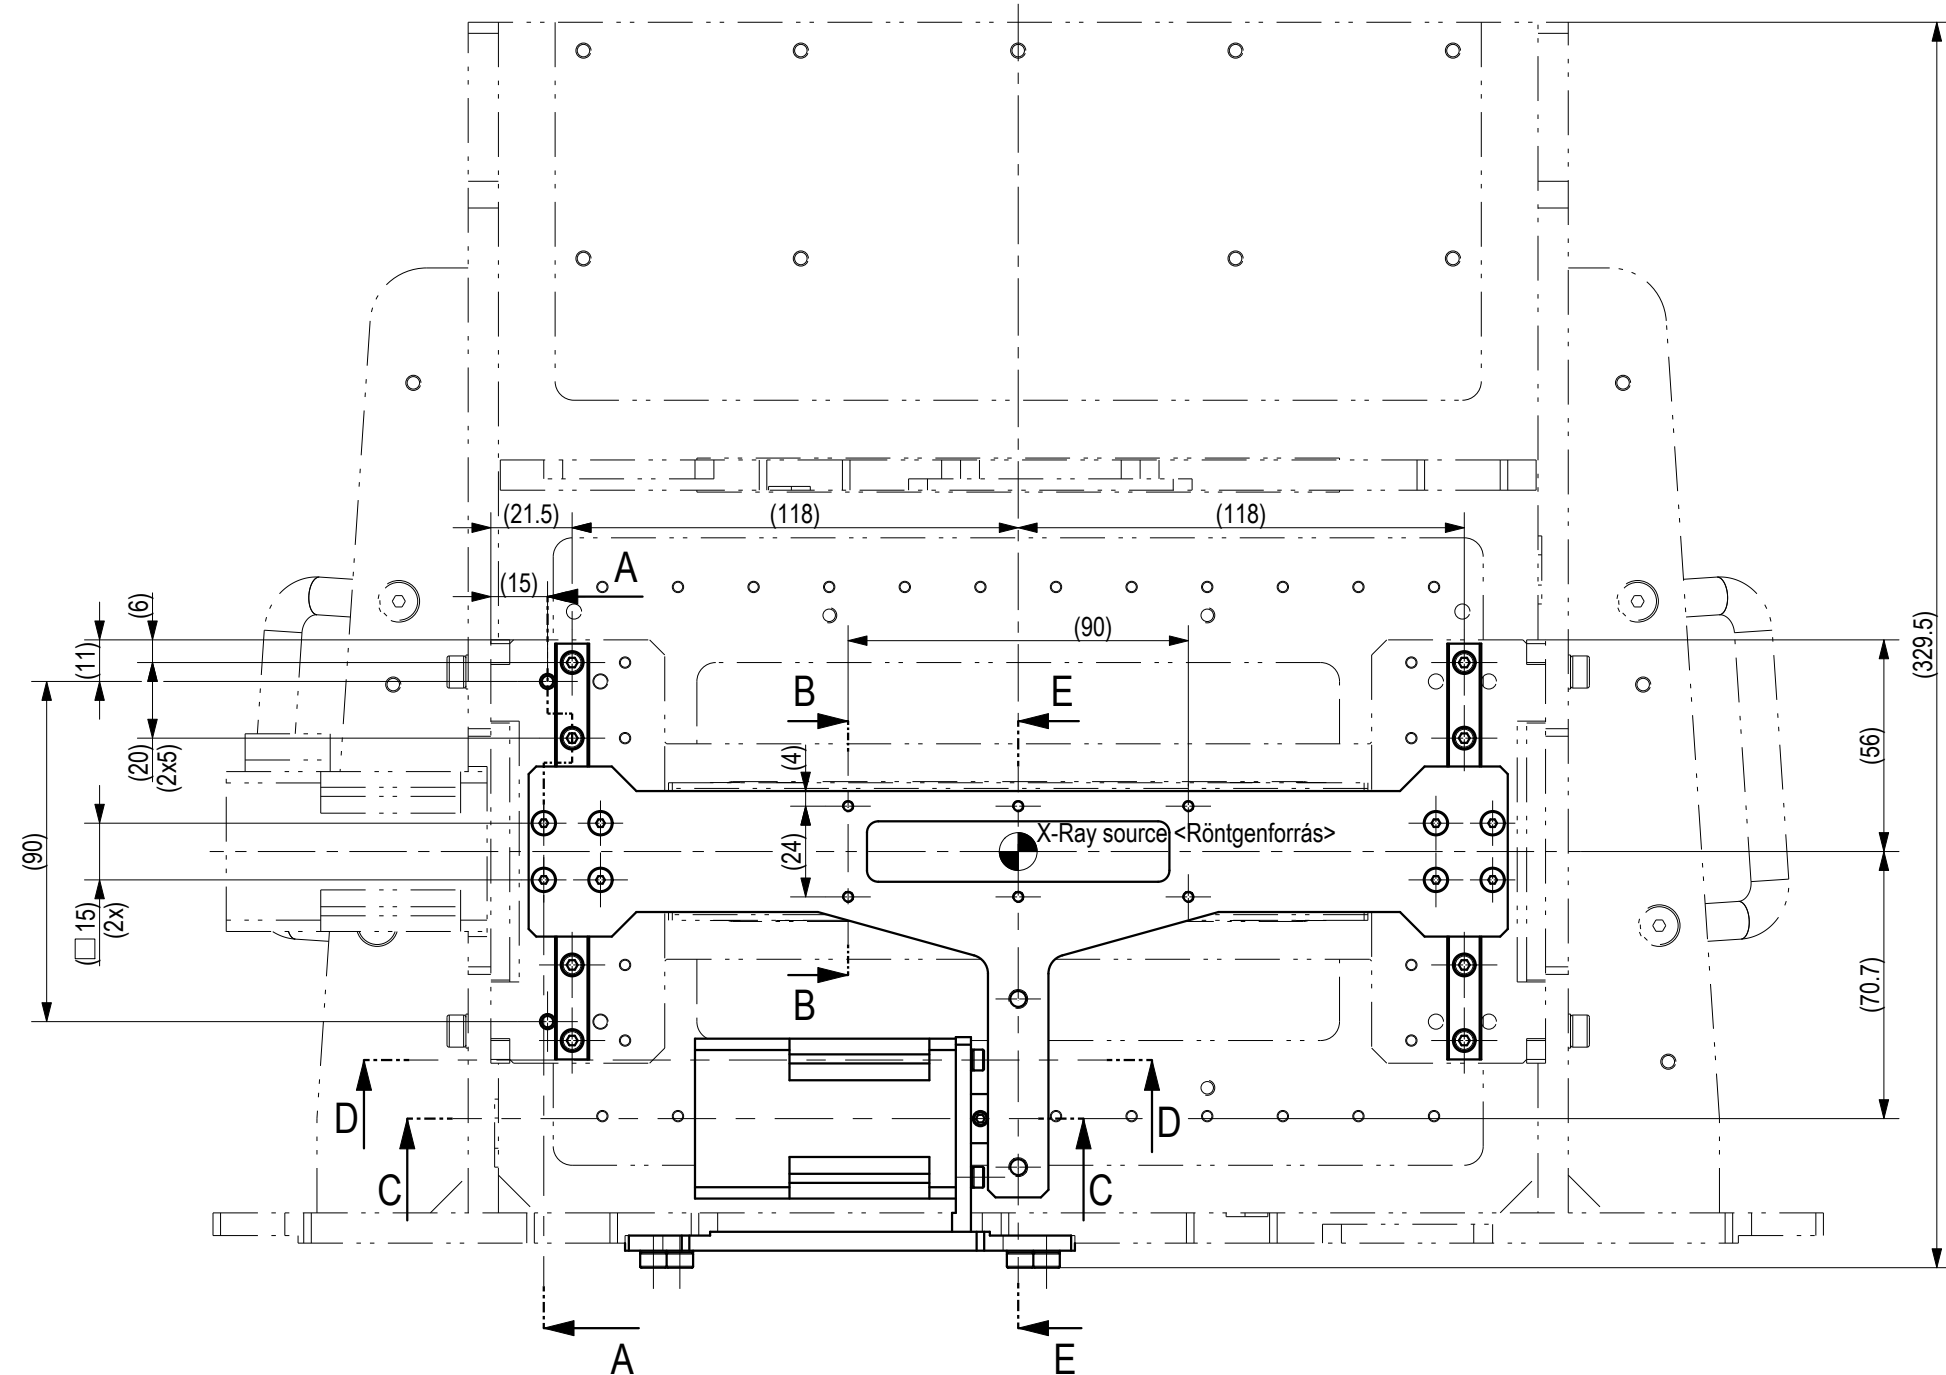 (21.5)
(118)
(118)
(15)
A
(6)
(11)
(90)
(329.5)
B
E
(56)
(20)
(2x5)
(4)
X-Ray source <Röntgenforrás>
(24)
(90)
(□ 15)
(2x)
(70.7)
B
D
D
C
C
A
E